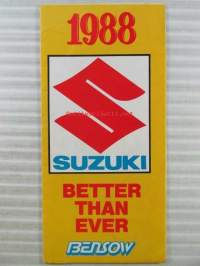 1988
SUZUKI
BETTER
THAN
EVER
BENSOW